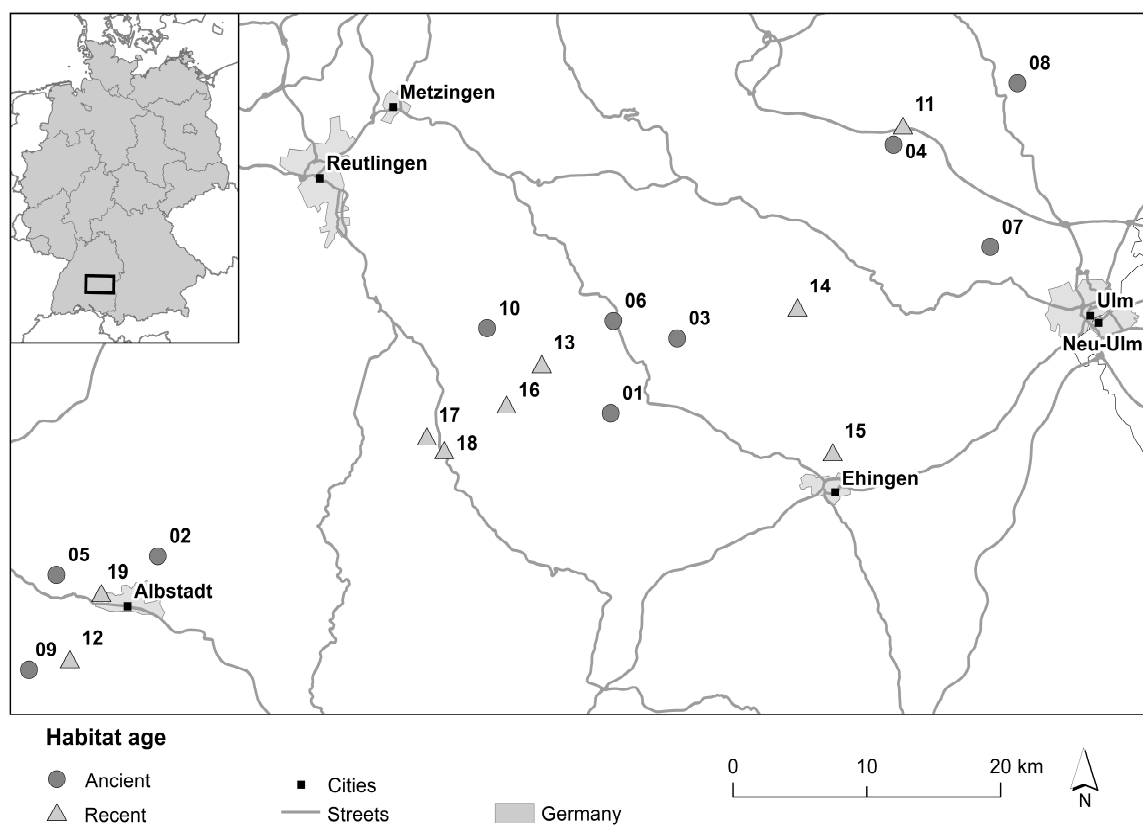 08
Metzingen
11
04
Reutlingen
07
14
Ulm
10
06
03
Neu-Ulm
13
16
01
17
18
15
Ehingen
02
05
19
Albstadt
09
12
Habitat age
Ancient
Recent
Cities
Streets
Germany
0 10 20 km
N